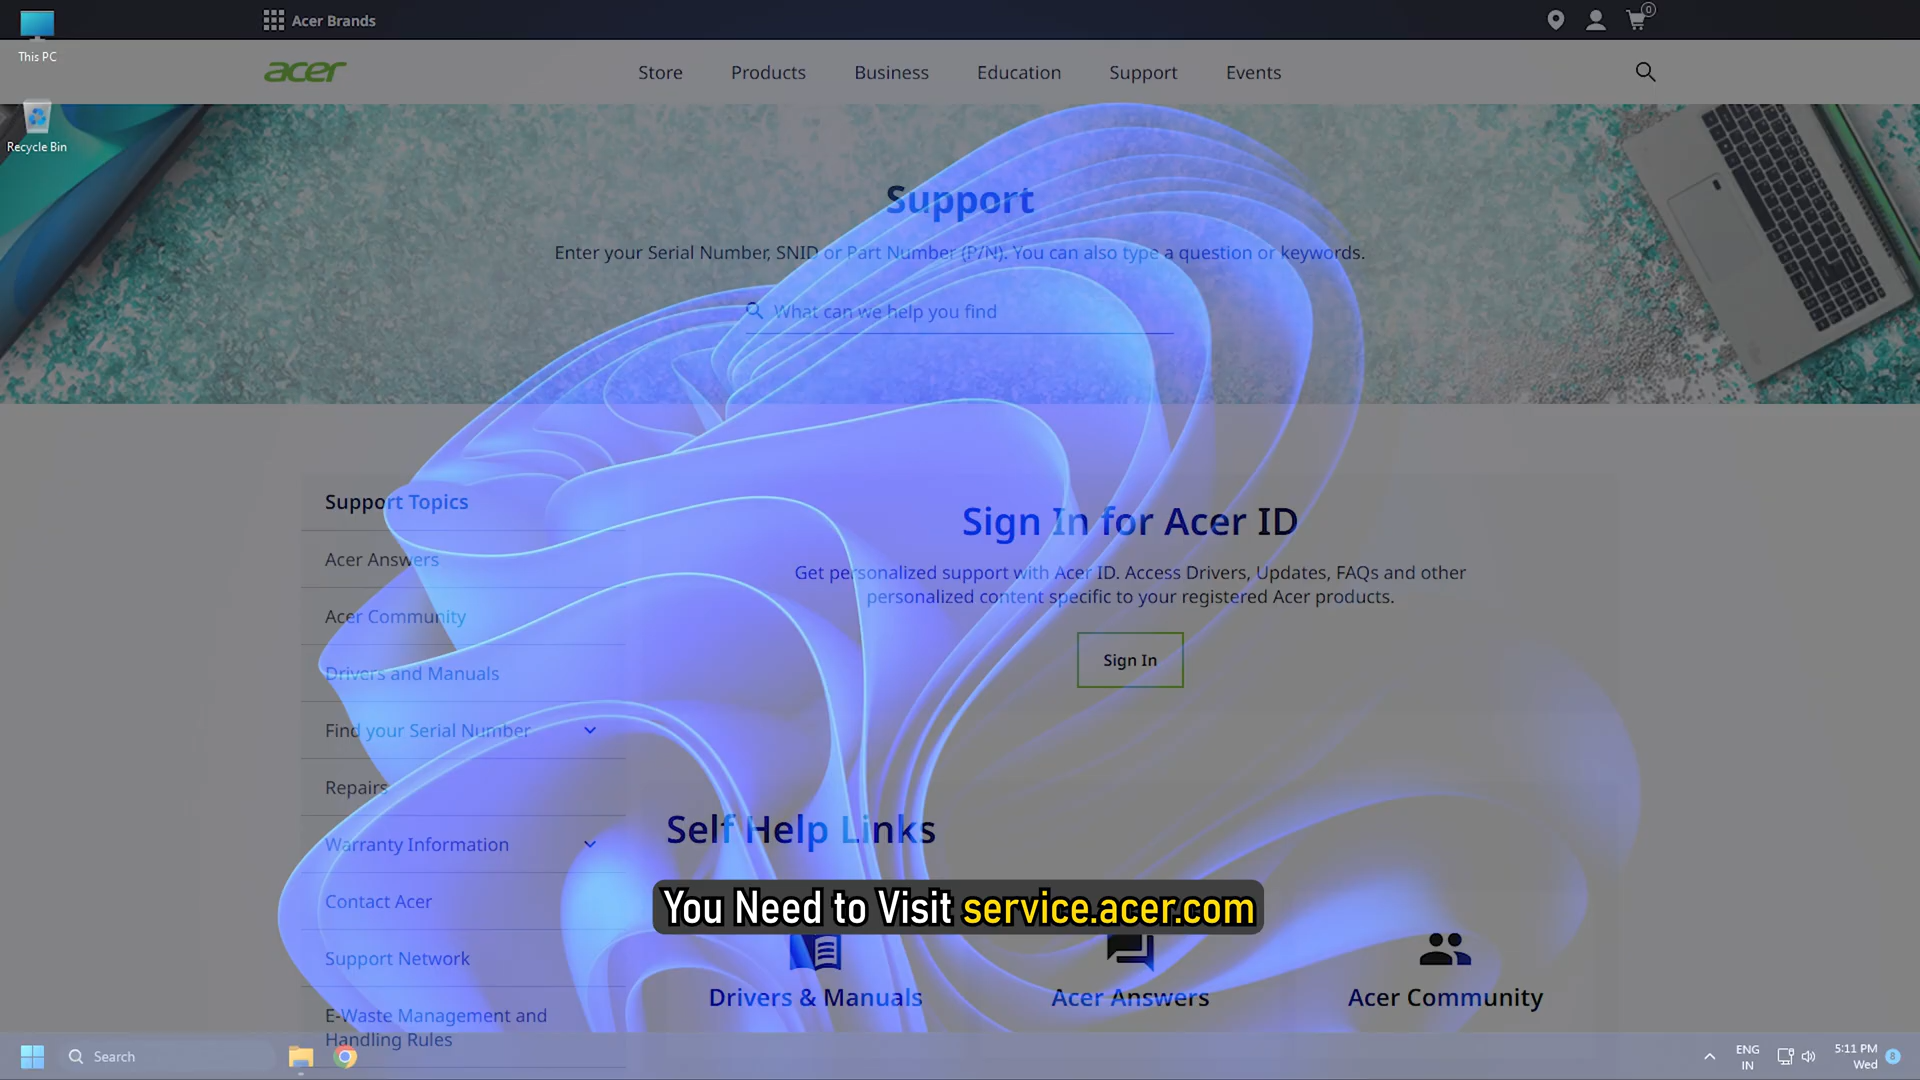 This PC
Recycle Bin
Acer Brands
0
acer
Store
Products
Business
Education
Support
Events
Support
Enter your Serial Number, SNID or Part Number (P/N). You can also type a question or keywords.
What can we help you find
Support Topics
Acer Answers
Acer Community
Drivers and Manuals
Find your Serial Number
Repairs
Warranty Information
Contact Acer
Support Network
E-Waste Management and
Handling Rules
Sign In for Acer ID
Get personalized support with Acer ID. Access Drivers, Updates, FAQs and other
personalized content specific to your registered Acer products.
Sign In
Self Help Links
You Need to Visit service.acer.com
Drivers & Manuals
Acer Answers
Acer Community
Search
ENG
IN
5:11 PM
Wed
8